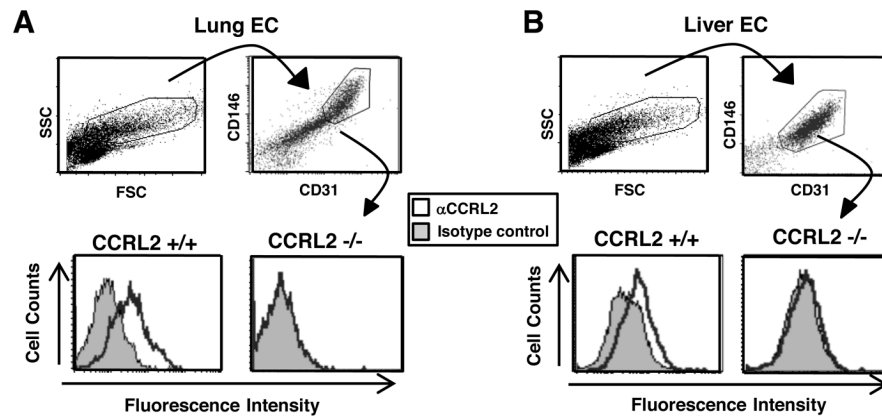 A
Lung EC
SSC
FSC
CD146
CD31
B
Liver EC
SSC
FSC
CD146
CD31
αCCRL2
Isotype control
CCRL2 +/+
CCRL2 -/-
Cell Counts
Fluorescence Intensity
CCRL2 +/+
CCRL2 -/-
Cell Counts
Fluorescence Intensity